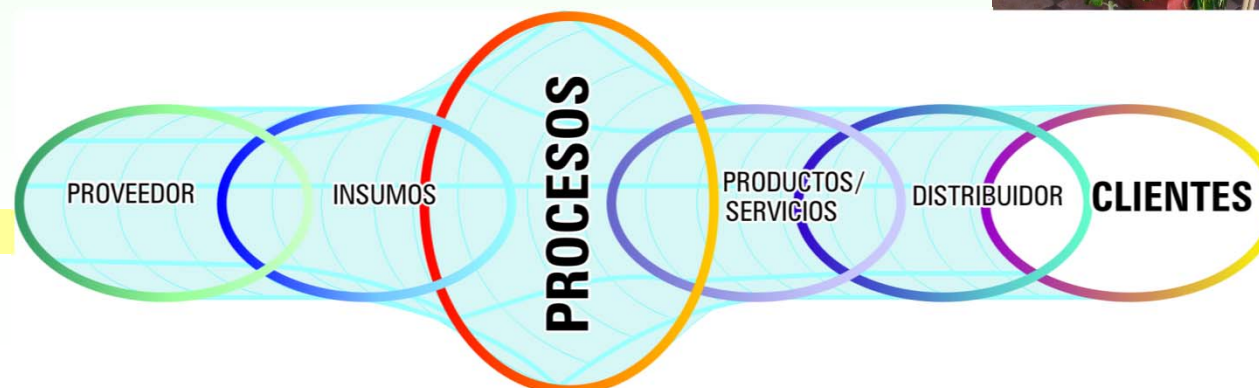 PROVEEDOR
INSUMOS
PROCESOS
PRODUCTOS/
SERVICIOS
DISTRIBUIDOR
CLIENTES